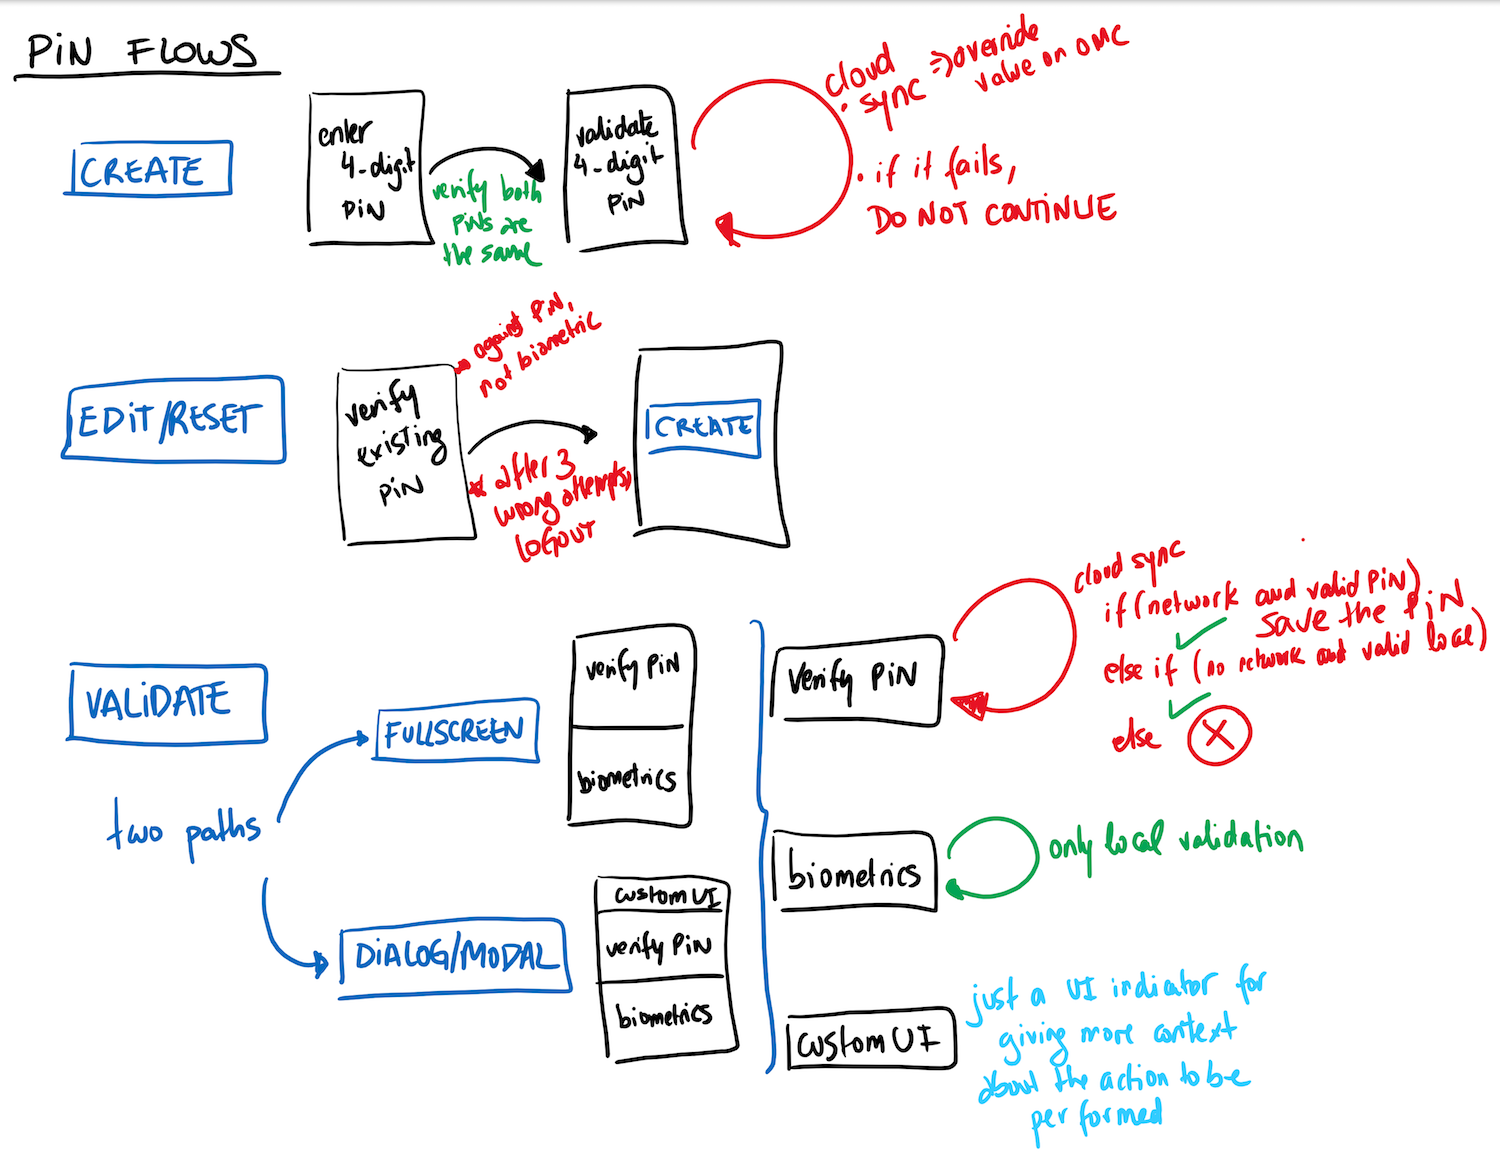 PiN FLOWS
CREATE
enter
4-digit
PiN
verify both
PiNs are
the same
validate
4-digit
PiN
cloud
• sync => override
value on OMC
• if it fails,
DO NOT CONTINUE
EDiT/RESET
verify
existing
PiN
against PiN,
not biometric
after 3
wrong attempts,
LOGOUT
CREATE
VALiDATE
two paths
FULLSCREEN
verify PiN
biometrics
DiALOG/MODAL
custom UI
verify PiN
biometrics
verify PiN
cloud sync
if (network and valid PiN)
save the PiN
else if (no network and valid local)
else X
biometrics
only local validation
custom UI
just a UI indicator for
giving more context
about the action to be
performed